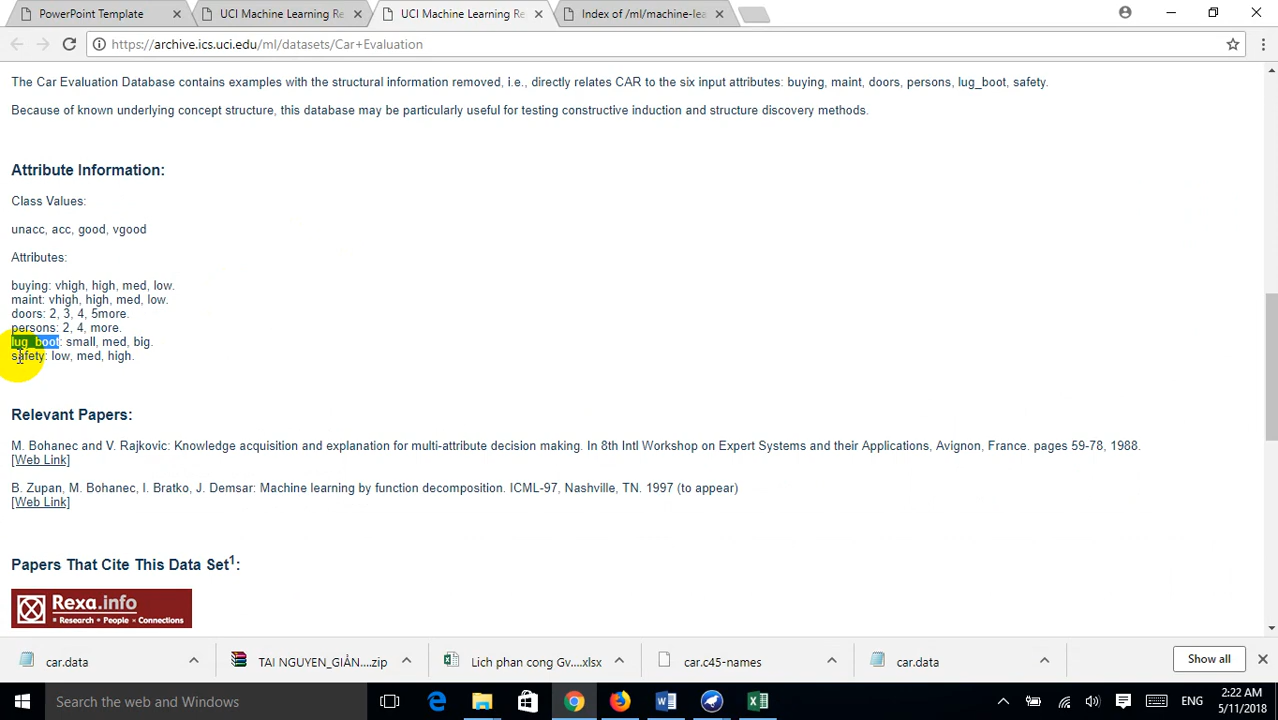 PowerPoint Template
UCI Machine Learning Re
UCI Machine Learning Re
Index of /ml/machine-lea
https://archive.ics.uci.edu/ml/datasets/Car+Evaluation
The Car Evaluation Database contains examples with the structural information removed, i.e., directly relates CAR to the six input attributes: buying, maint, doors, persons, lug_boot, safety.
Because of known underlying concept structure, this database may be particularly useful for testing constructive induction and structure discovery methods.
Attribute Information:
Class Values:
unacc, acc, good, vgood
Attributes:
buying: vhigh, high, med, low.
maint: vhigh, high, med, low.
doors: 2, 3, 4, 5more.
persons: 2, 4, more.
lug_boot: small, med, big.
safety: low, med, high.
Relevant Papers:
M. Bohanec and V. Rajkovic: Knowledge acquisition and explanation for multi-attribute decision making. In 8th Intl Workshop on Expert Systems and their Applications, Avignon, France. pages 59-78, 1988.
[Web Link]
B. Zupan, M. Bohanec, I. Bratko, J. Demsar: Machine learning by function decomposition. ICML-97, Nashville, TN. 1997 (to appear)
[Web Link]
Papers That Cite This Data Set1:
Rexa.info
Research People Connections
car.data
TAI NGUYEN_GIẢN....zip
Lich phan cong Gv....xlsx
car.c45-names
car.data
Show all
Search the web and Windows
ENG
2:22 AM
5/11/2018